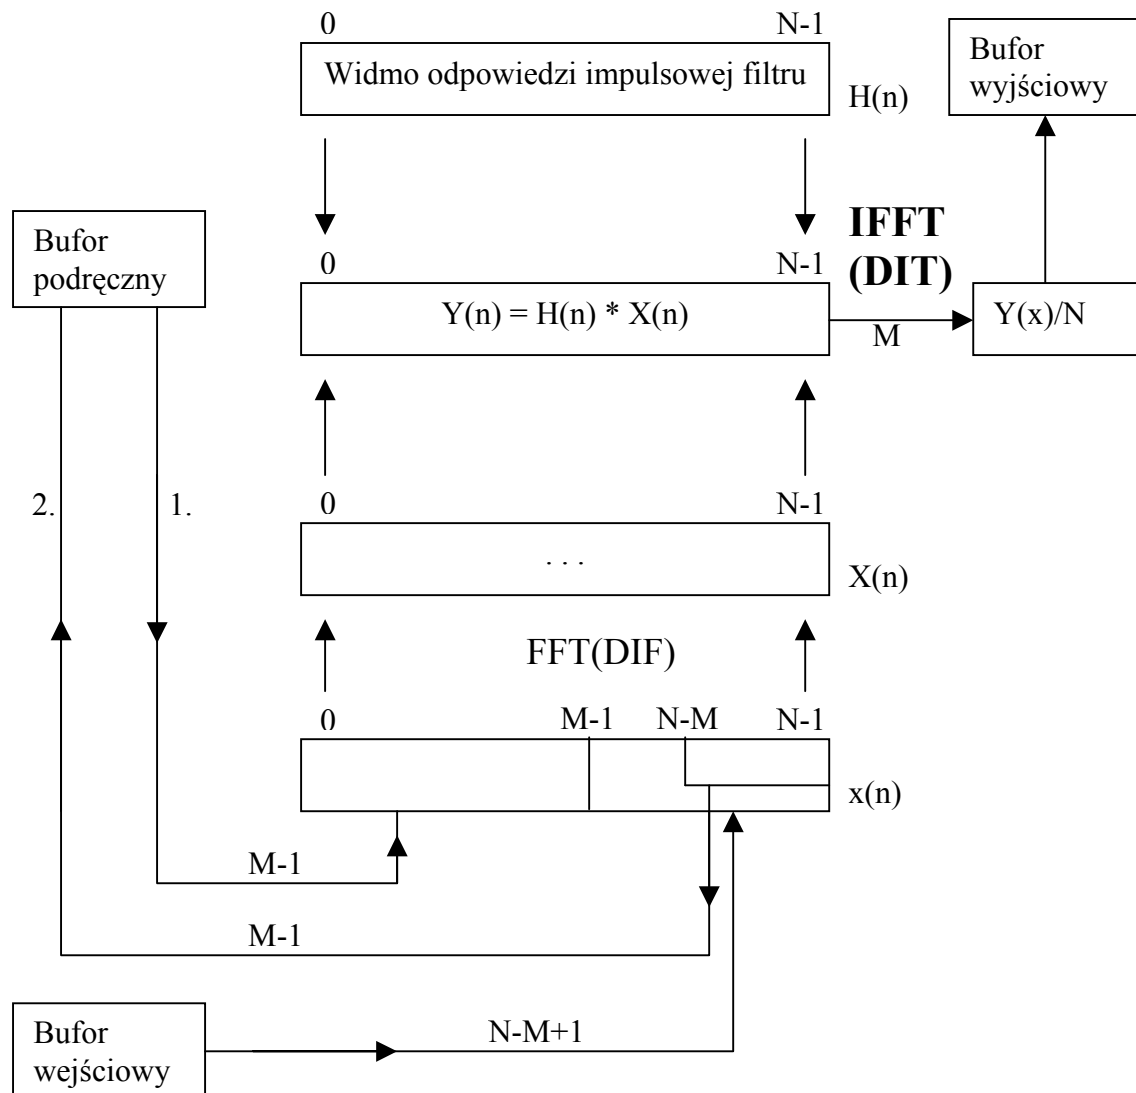 0
N-1
Widmo odpowiedzi impulsowej filtru
H(n)
Bufor
wyjściowy
Bufor
podręczny
0
N-1
Y(n) = H(n) * X(n)
IFFT
(DIT)
M
Y(x)/N
2.
1.
0
N-1
. . .
X(n)
FFT(DIF)
0
M-1
N-M
N-1
x(n)
M-1
M-1
Bufor
wejściowy
N-M+1